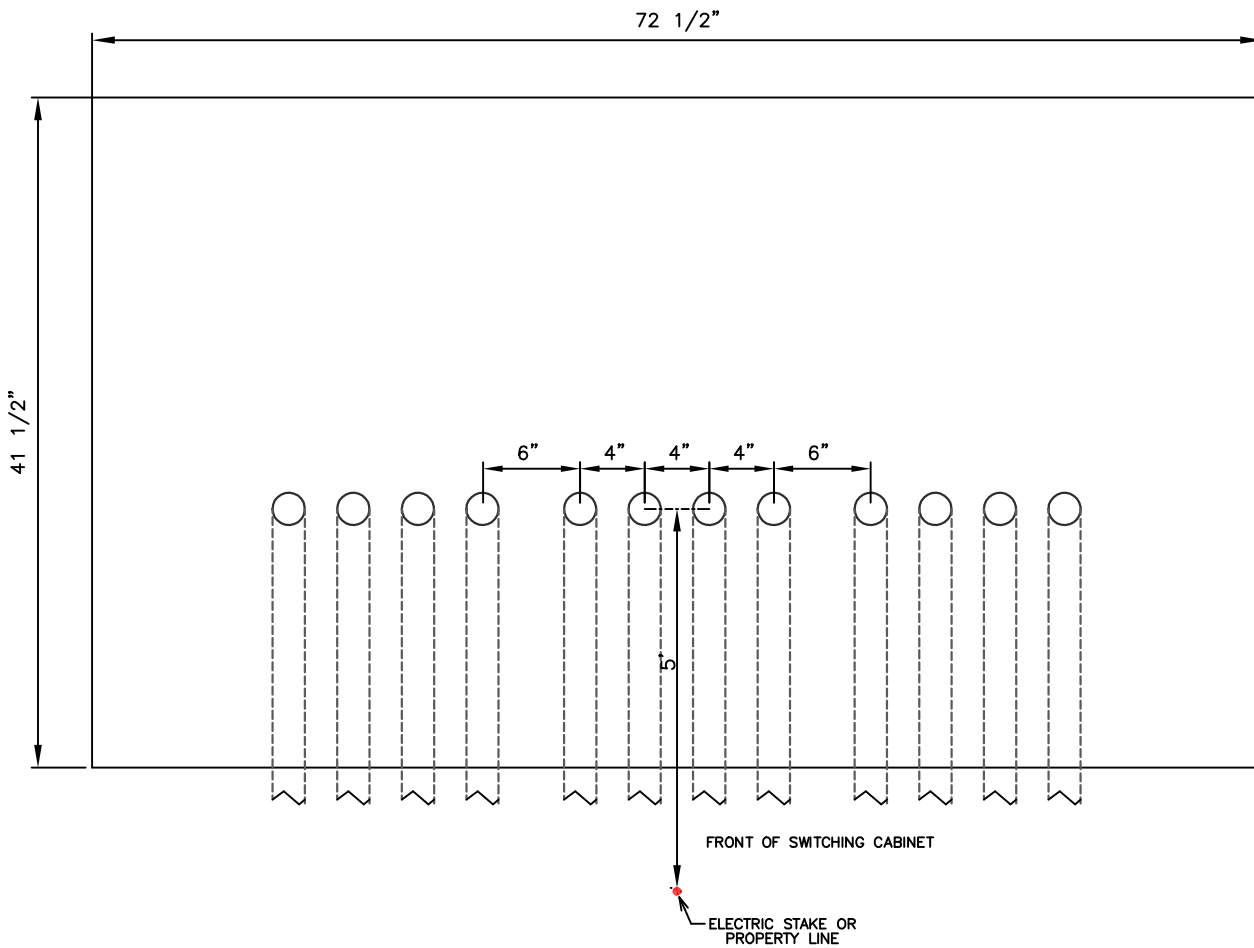 72 1/2”
41 1/2”
6” 4” 4” 4” 6”
5'
FRONT OF SWITCHING CABINET
ELECTRIC STAKE OR
PROPERTY LINE